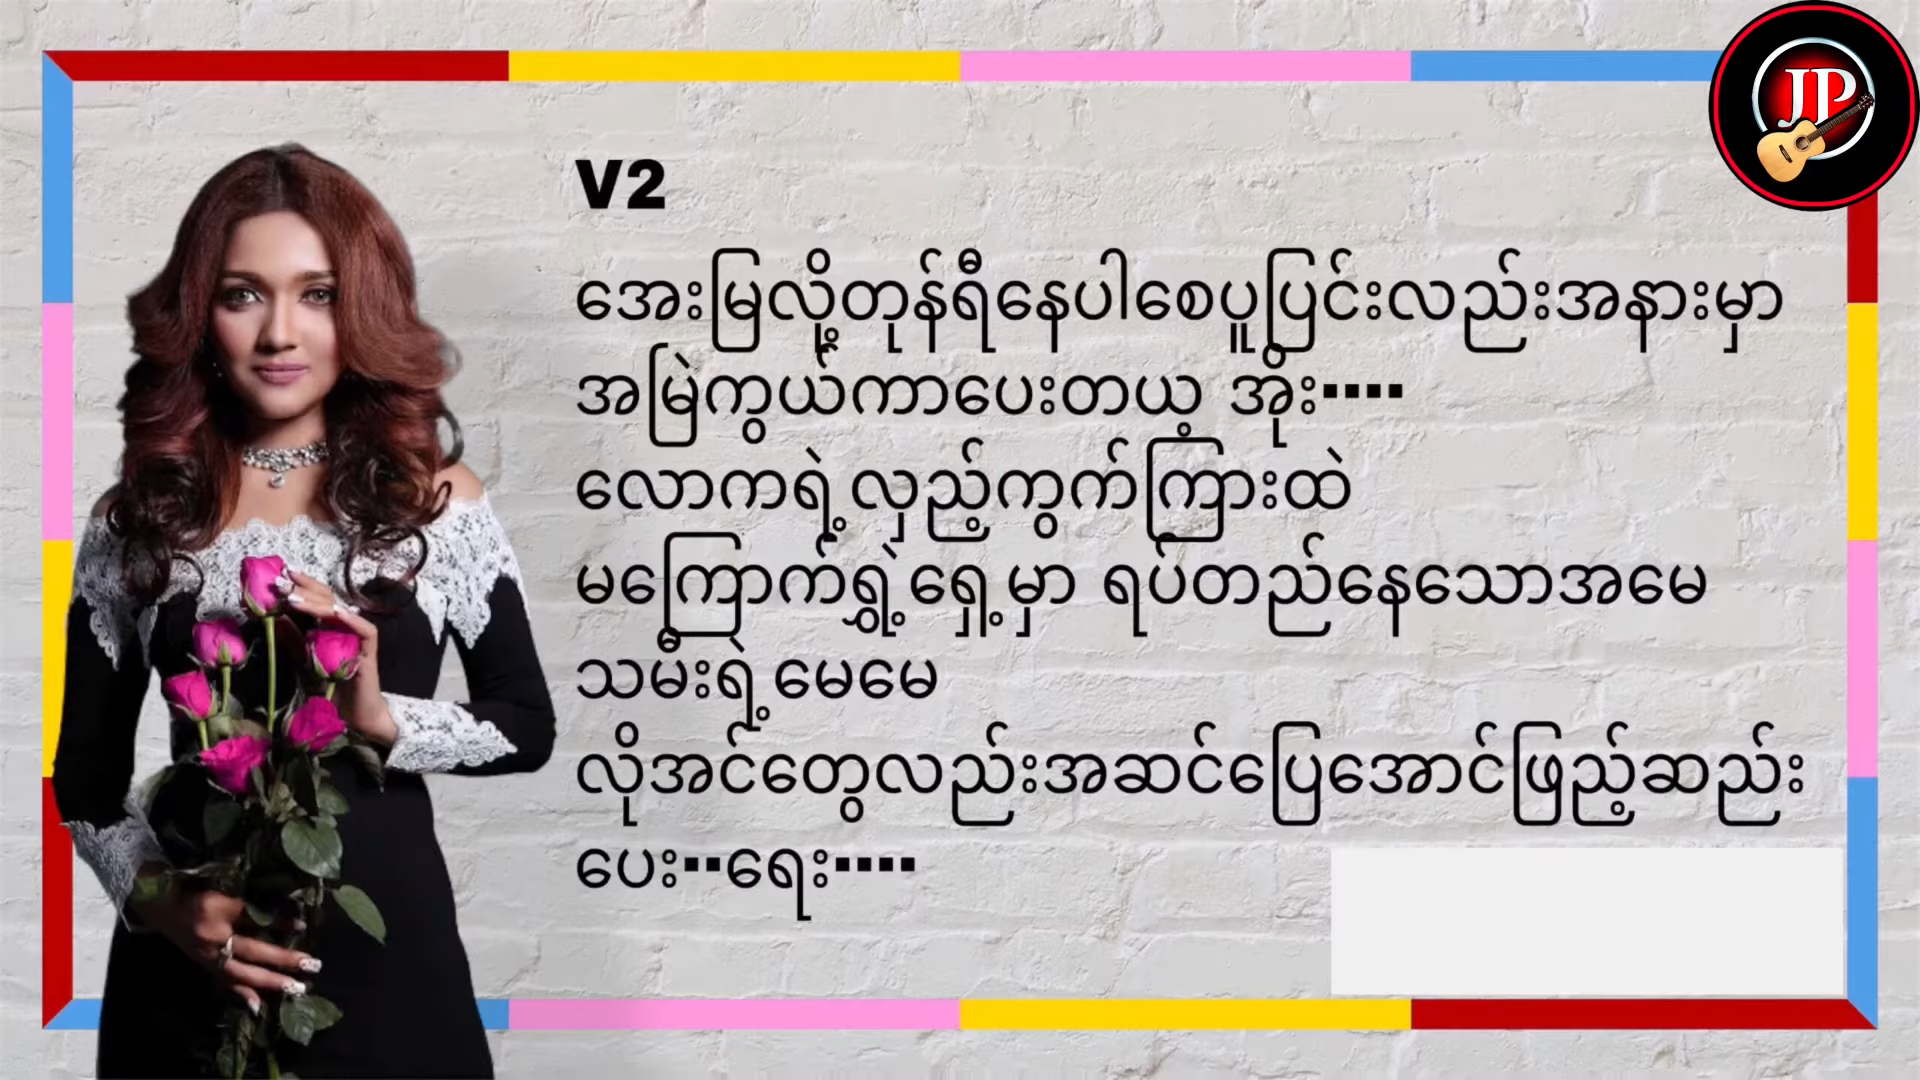 JP
V2
အေးမြလို့တုန်ရီနေပါစေပူပြင်းလည်းအနားမှာ
အမြဲကွယ်ကာပေးတယ့ အိုး....
လောကရဲ့လှည့်ကွက်ကြားထဲ
မကြောက်ရွှဲ့ရှေ့မှာ ရပ်တည်နေသောအမေ
သမီးရဲ့မေမေ
လိုအင်တွေလည်းအဆင်ပြေအောင်ဖြည့်ဆည်း
ပေး..ရေး....